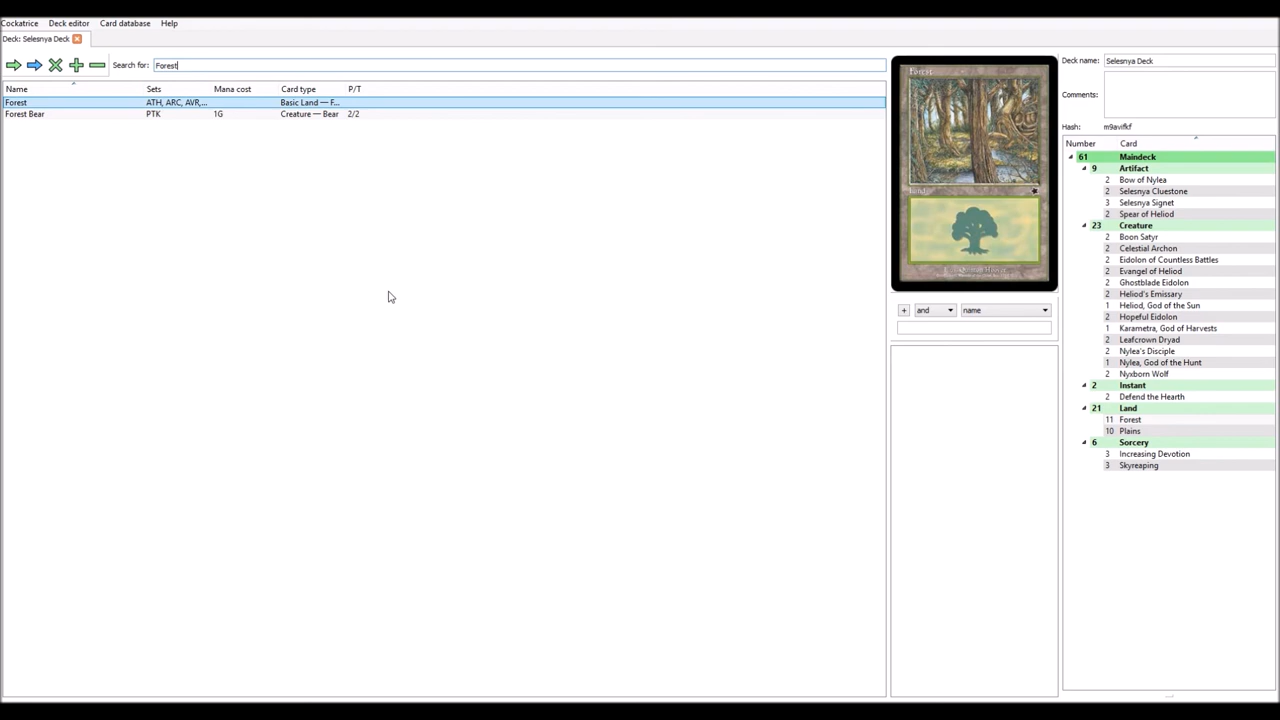 Cockatrice Deck editor Card database Help
Deck: Selesnya Deck
Search for: Forest
Name Sets Mana cost Card type P/T
Forest ATH, ARC, AVR,... Basic Land — F...
Forest Bear PTK 1G Creature — Bear 2/2
Forest
Land
+ and name
Deck name: Selesnya Deck
Comments:
Hash: m9avifkf
Number Card
61 Maindeck
9 Artifact
2 Bow of Nylea
2 Selesnya Cluestone
3 Selesnya Signet
2 Spear of Heliod
23 Creature
2 Boon Satyr
2 Celestial Archon
2 Eidolon of Countless Battles
2 Evangel of Heliod
2 Ghostblade Eidolon
2 Heliod's Emissary
1 Heliod, God of the Sun
2 Hopeful Eidolon
1 Karametra, God of Harvests
2 Leafcrown Dryad
2 Nylea's Disciple
1 Nylea, God of the Hunt
2 Nyxborn Wolf
2 Instant
2 Defend the Hearth
21 Land
11 Forest
10 Plains
6 Sorcery
3 Increasing Devotion
3 Skyreaping